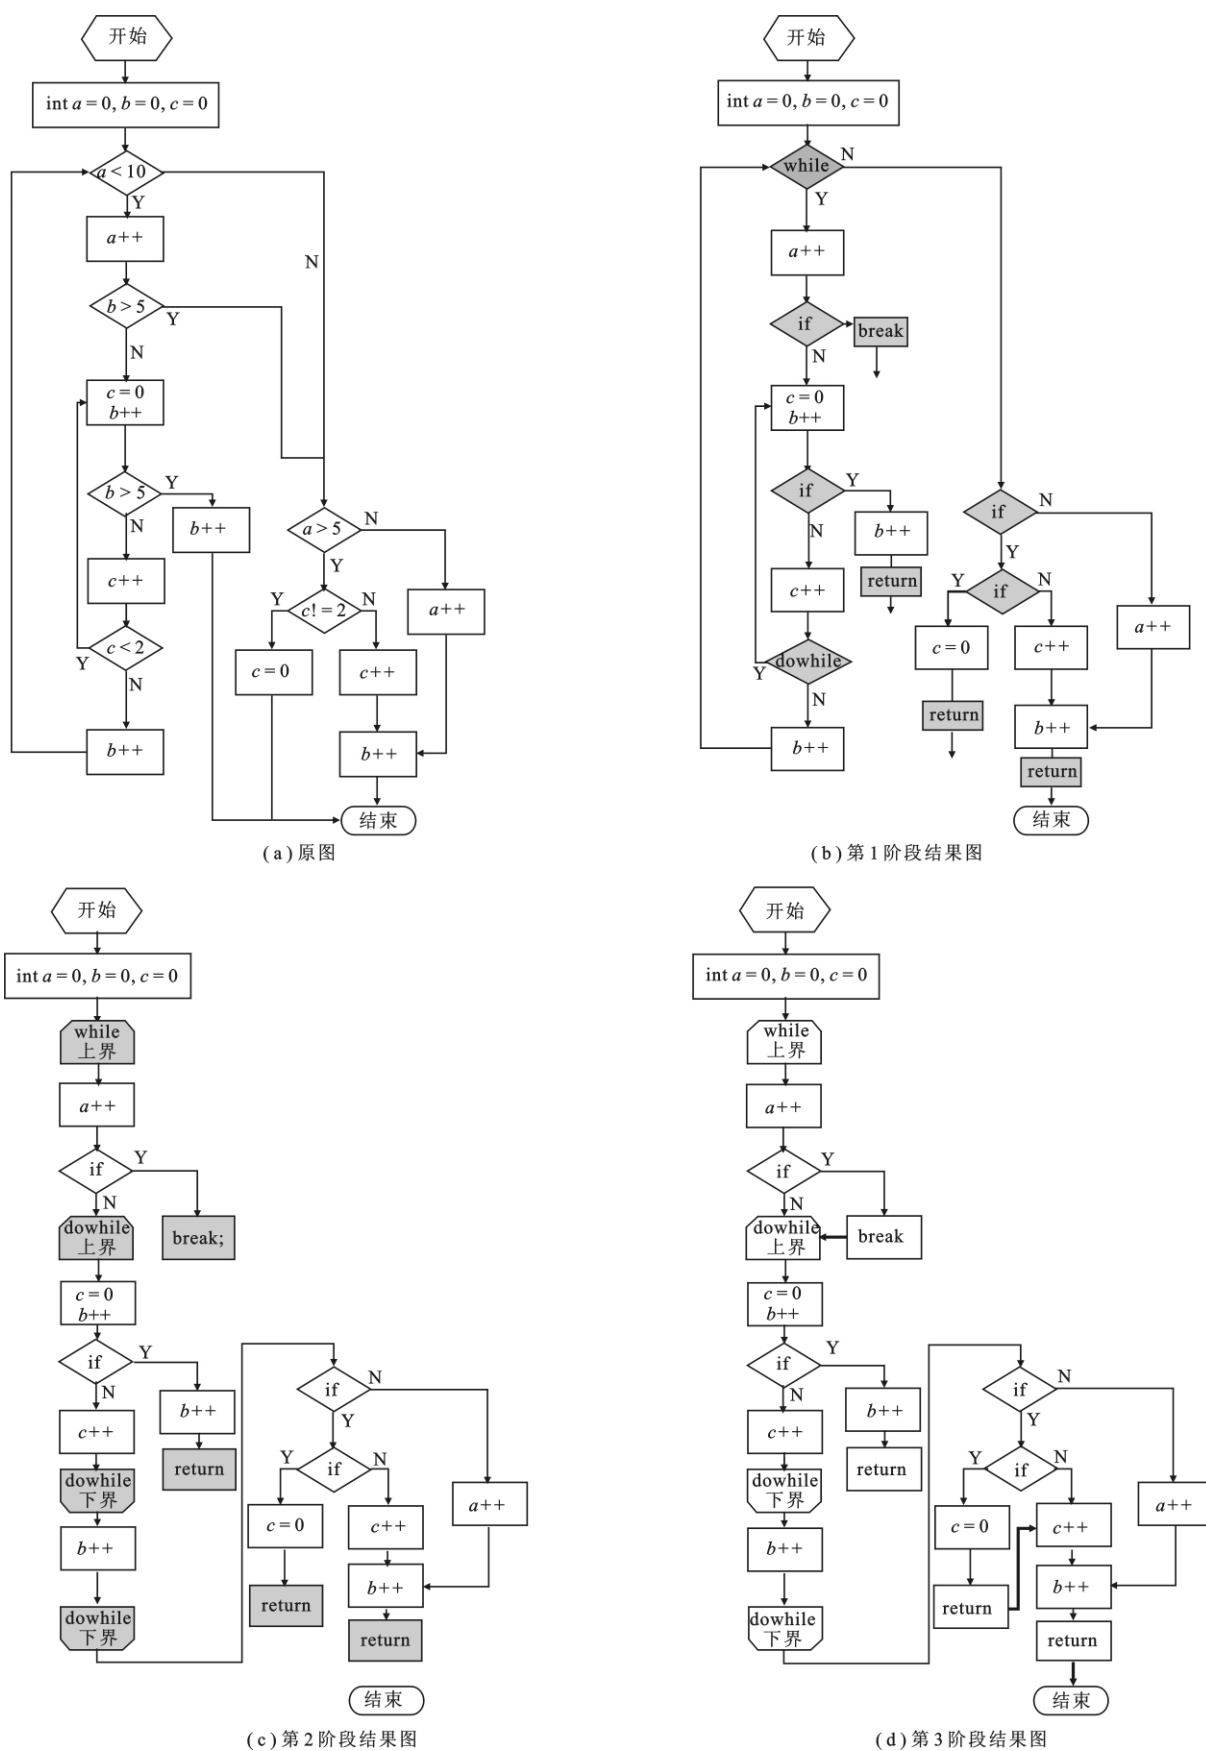 开始
int a = 0, b = 0, c = 0
a < 10
Y
a++
N
b > 5
Y
N
c = 0
b++
b > 5
Y
N
b++
a > 5
N
Y
c++
Y
c! = 2
N
a++
c < 2
Y
c = 0
c++
N
b++
b++
结束
(a)原图
开始
int a = 0, b = 0, c = 0
while
N
Y
a++
if
break
N
c = 0
b++
if
Y
N
b++
if
N
Y
c++
return
Y
if
N
a++
dowhile
Y
c = 0
c++
N
return
b++
b++
return
结束
(b)第1阶段结果图
开始
int a = 0, b = 0, c = 0
while
上界
a++
if
Y
N
dowhile
上界
break;
c = 0
b++
if
Y
N
b++
if
N
Y
c++
return
Y
if
N
dowhile
下界
a++
c = 0
c++
b++
b++
return
dowhile
下界
return
结束
(c)第2阶段结果图
开始
int a = 0, b = 0, c = 0
while
上界
a++
if
Y
N
dowhile
上界
break
c = 0
b++
if
Y
N
b++
if
N
Y
c++
return
Y
if
N
dowhile
下界
a++
c = 0
c++
b++
b++
return
dowhile
下界
return
结束
(d)第3阶段结果图